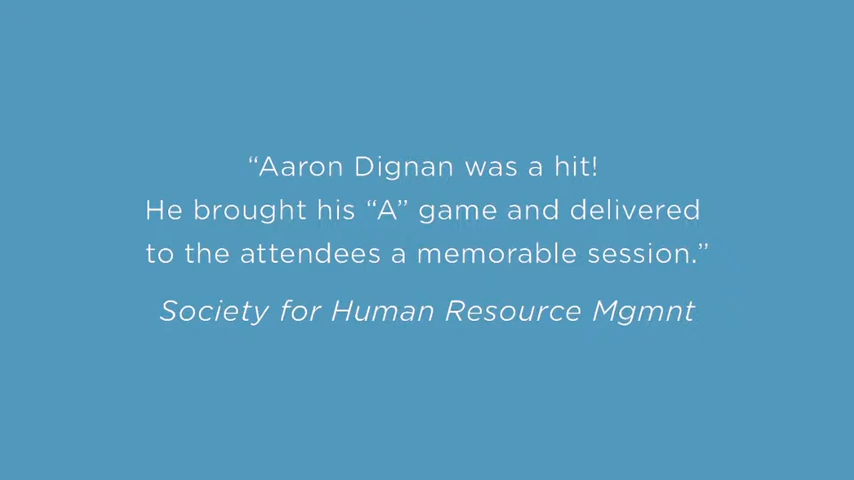 “Aaron Dignan was a hit!
He brought his “A” game and delivered
to the attendees a memorable session.”
Society for Human Resource Mgmnt